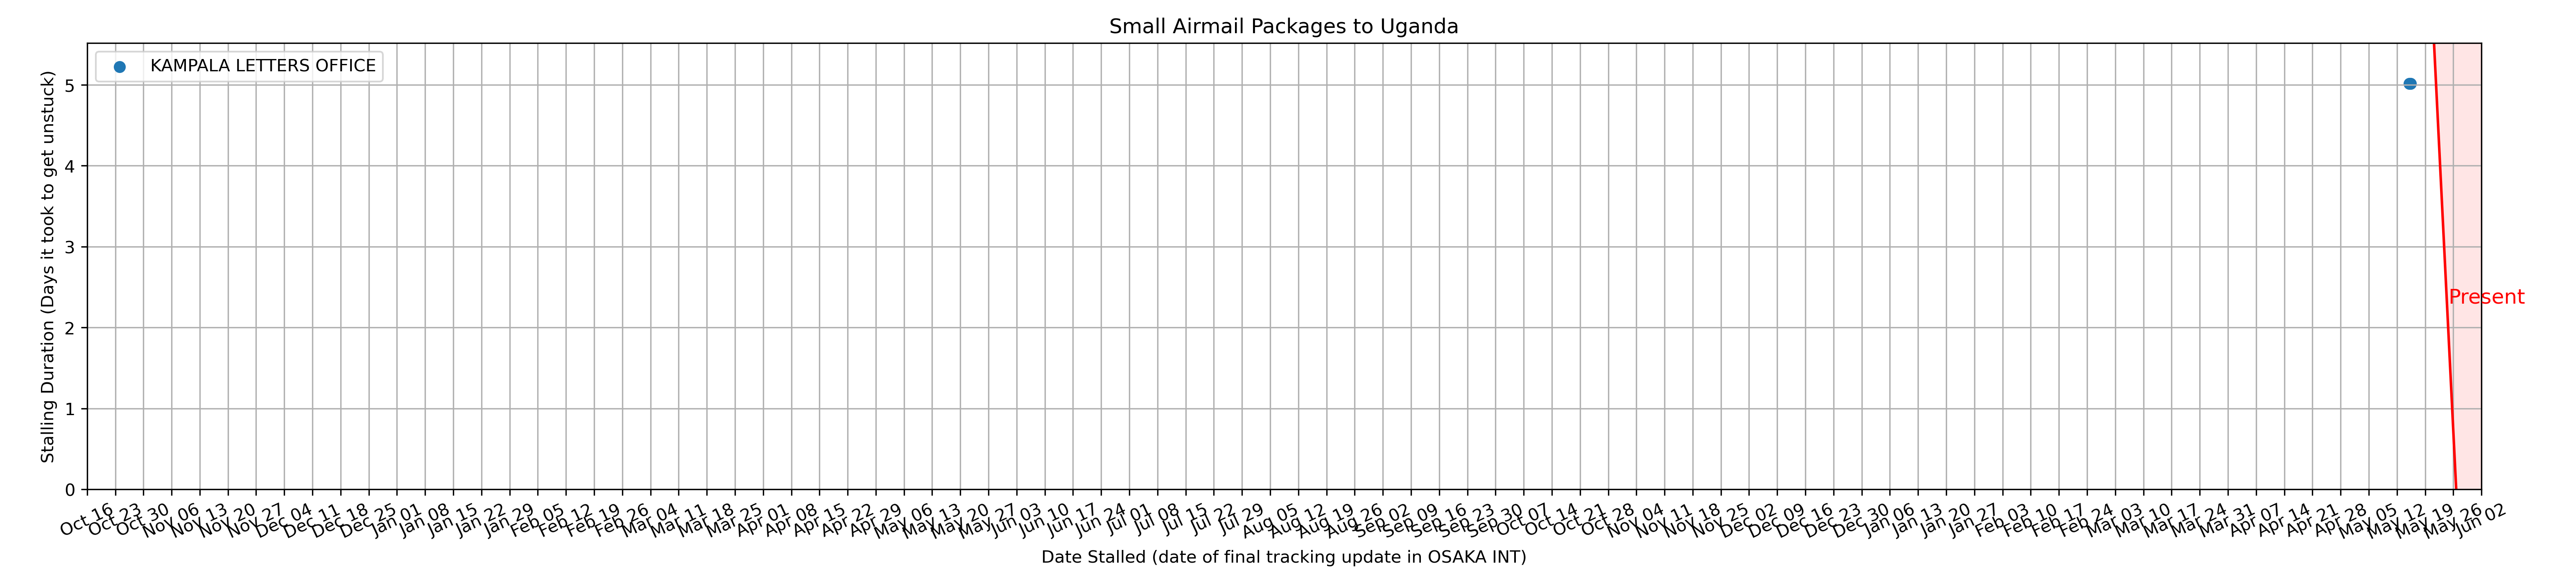 Small Airmail Packages to Uganda
KAMPALA LETTERS OFFICE
Stalling Duration (Days it took to get unstuck)
5
4
3
2
1
0
Present
Oct 16 Oct 23 Oct 30 Nov 06 Nov 13 Nov 20 Nov 27 Dec 04 Dec 11 Dec 18 Dec 25 Jan 01 Jan 08 Jan 15 Jan 22 Jan 29 Feb 05 Feb 12 Feb 19 Feb 26 Mar 04 Mar 11 Mar 18 Mar 25 Apr 01 Apr 08 Apr 15 Apr 22 Apr 29 May 06 May 13 May 20 May 27 Jun 03 Jun 10 Jun 17 Jun 24 Jul 01 Jul 08 Jul 15 Jul 22 Jul 29 Aug 05 Aug 12 Aug 19 Aug 26 Sep 02 Sep 09 Sep 16 Sep 23 Sep 30 Oct 07 Oct 14 Oct 21 Oct 28 Nov 04 Nov 11 Nov 18 Nov 25 Dec 02 Dec 09 Dec 16 Dec 23 Dec 30 Jan 06 Jan 13 Jan 20 Jan 27 Feb 03 Feb 10 Feb 17 Feb 24 Mar 03 Mar 10 Mar 17 Mar 24 Mar 31 Apr 07 Apr 14 Apr 21 Apr 28 May 05 May 12 May 19 May 26 Jun 02
Date Stalled (date of final tracking update in OSAKA INT)